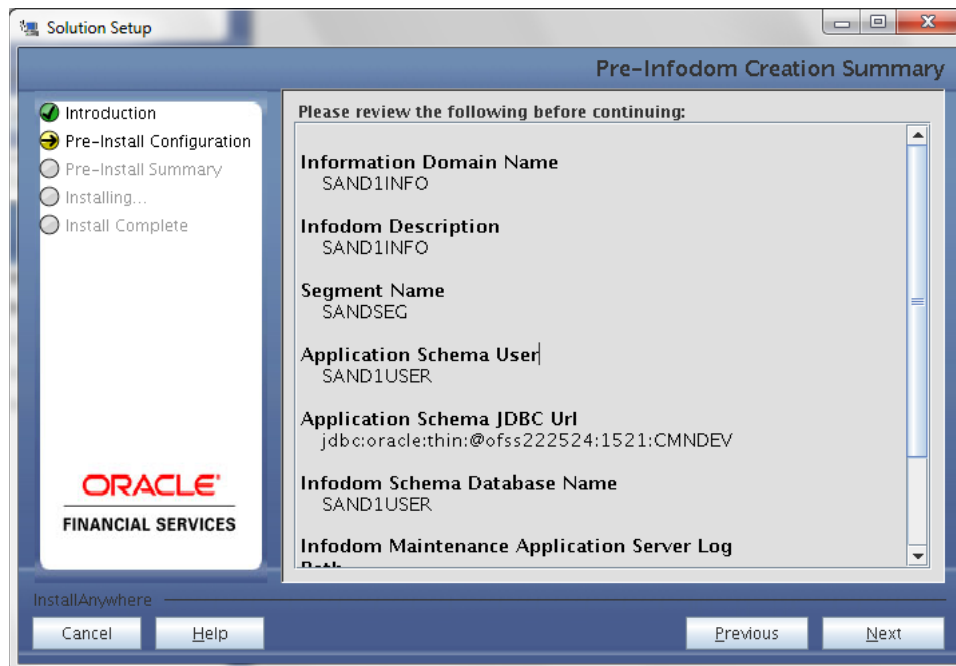 Solution Setup
Pre-Infodom Creation Summary
Introduction
Pre-Install Configuration
Pre-Install Summary
Installing...
Install Complete
ORACLE'
FINANCIAL SERVICES
Please review the following before continuing:
Information Domain Name
SAND1INFO
Infodom Description
SAND1INFO
Segment Name
SANDSEG
Application Schema User
SAND1USER
Application Schema JDBC Url
jdbc:oracle:thin:@ofss222524:1521:CMNDEV
Infodom Schema Database Name
SAND1USER
Infodom Maintenance Application Server Log
Path
InstallAnywhere
Cancel
Help
Previous
Next